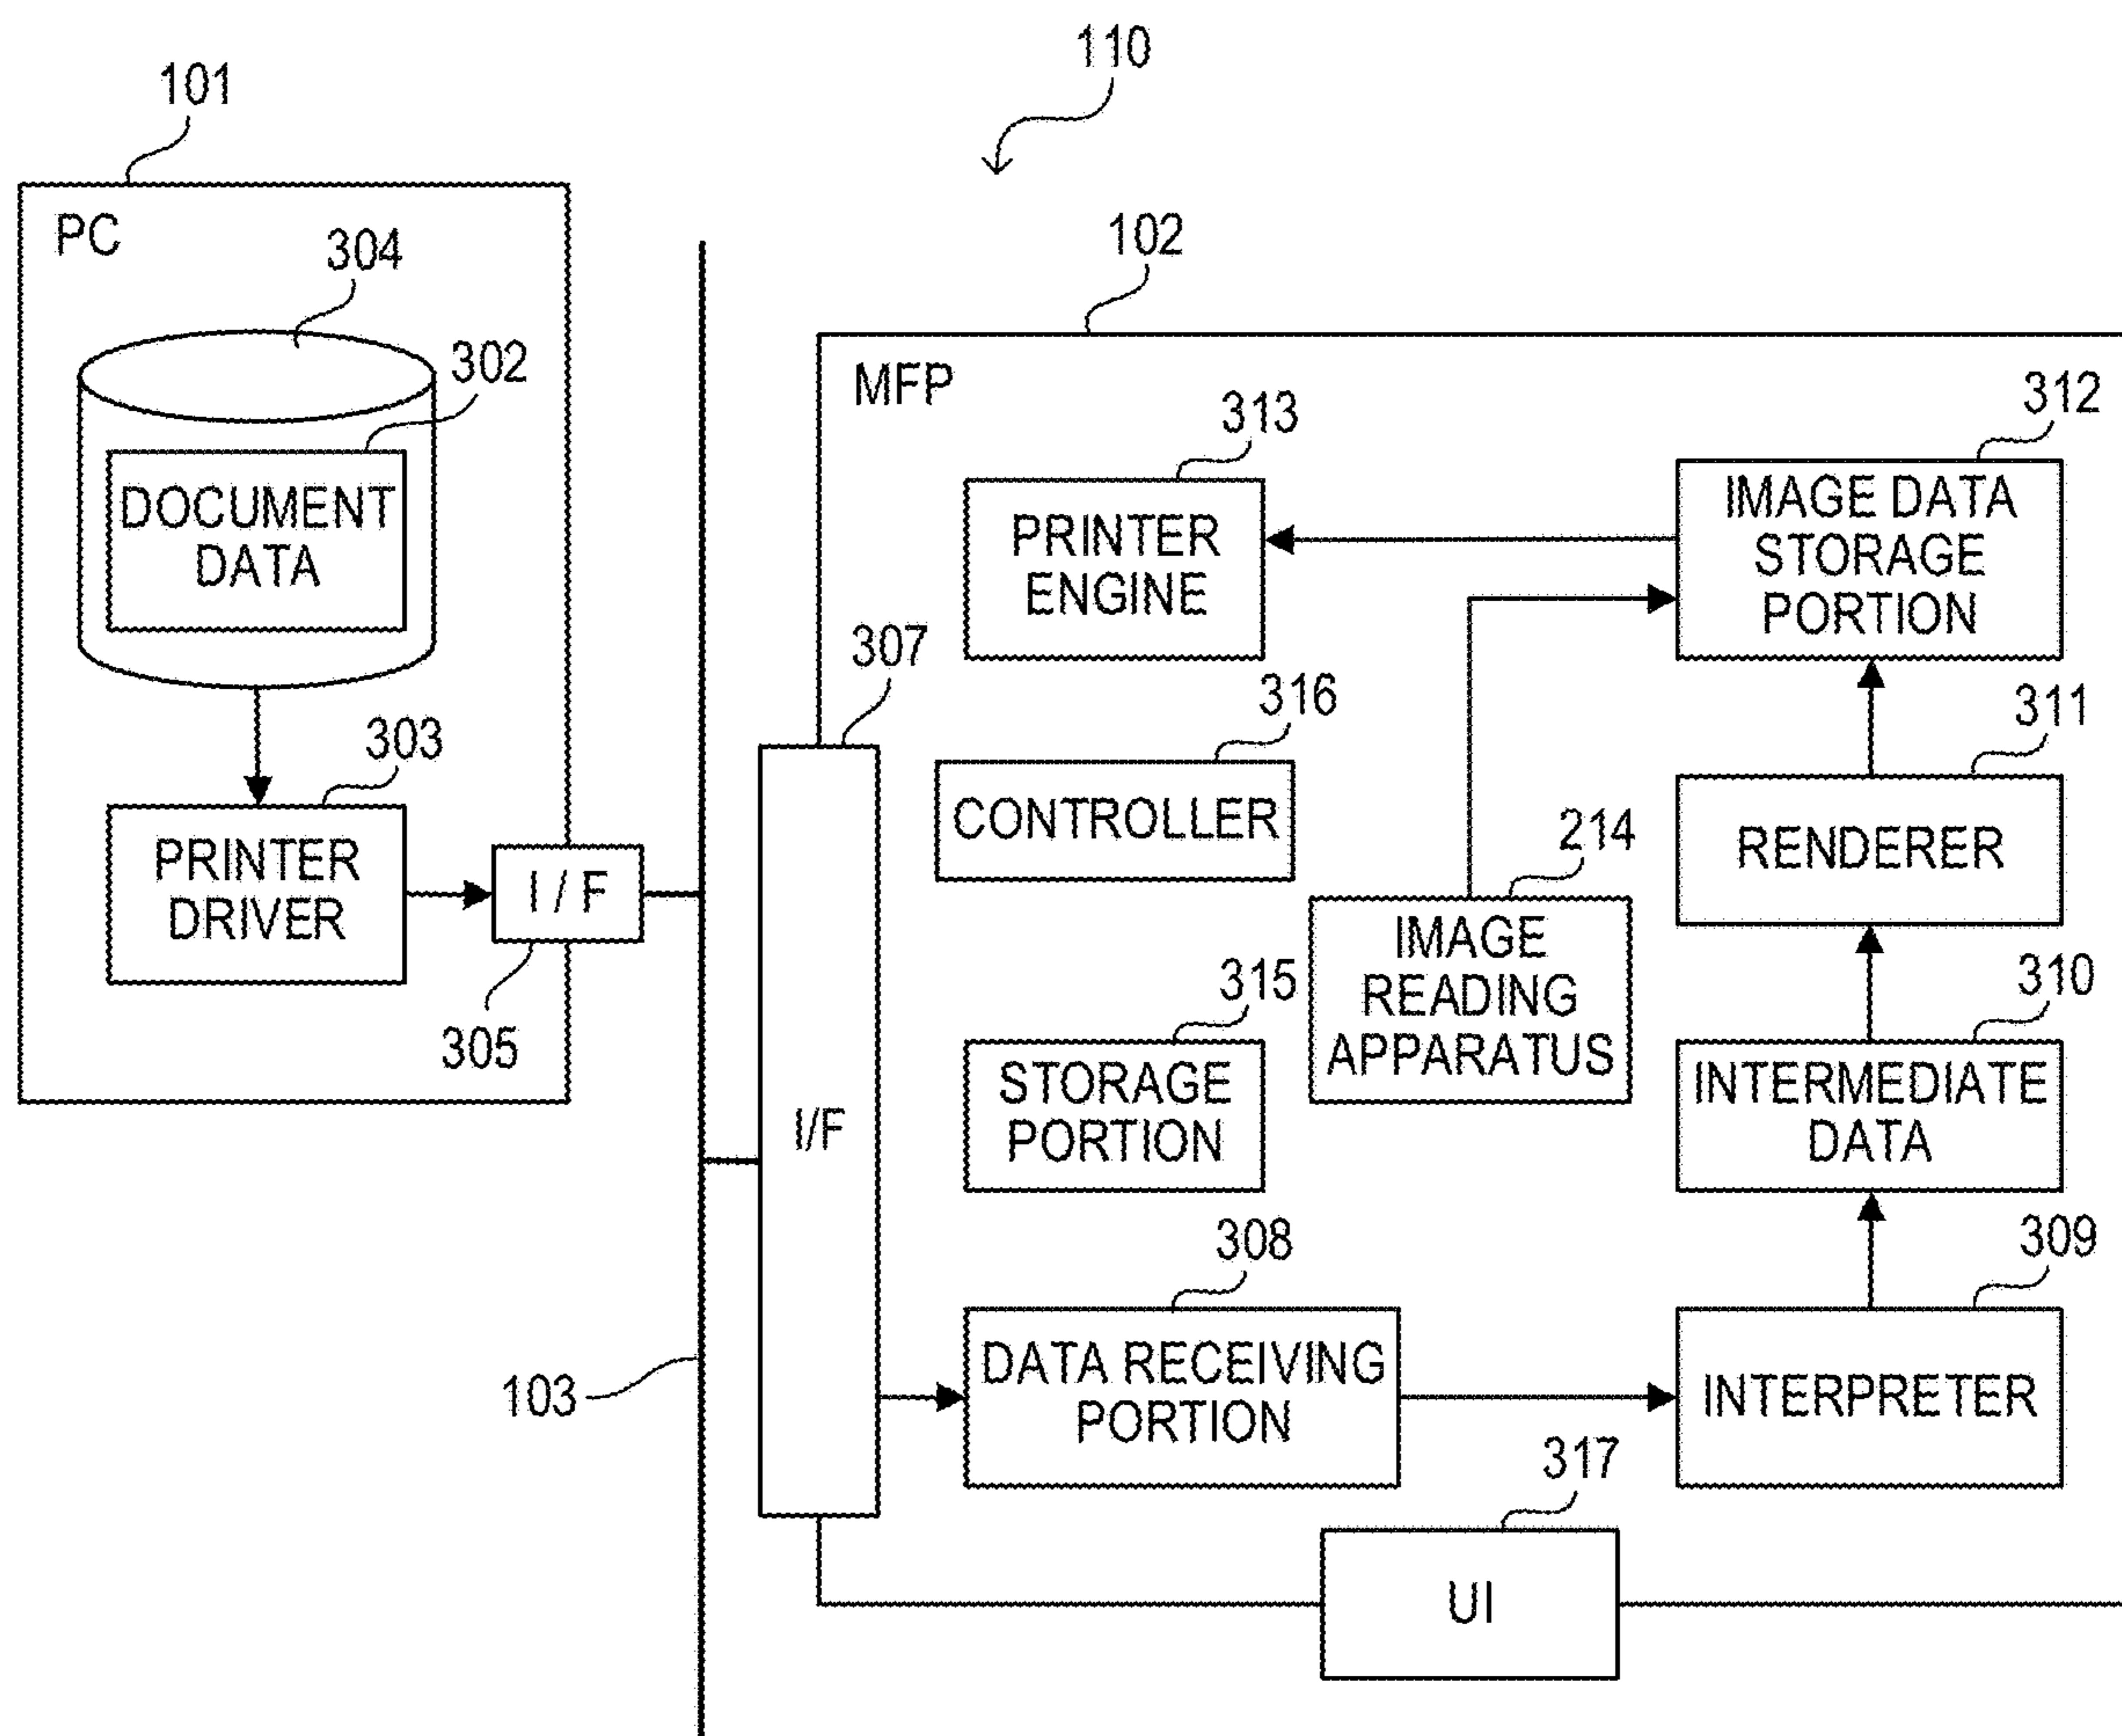 110
101
PC
304
302
DOCUMENT
DATA
303
PRINTER
DRIVER
I / F
305
103
102
MFP
307
I/F
313
PRINTER
ENGINE
312
IMAGE DATA
STORAGE
PORTION
316
CONTROLLER
311
RENDERER
214
IMAGE
READING
APPARATUS
315
STORAGE
PORTION
310
INTERMEDIATE
DATA
308
DATA RECEIVING
PORTION
309
INTERPRETER
317
UI